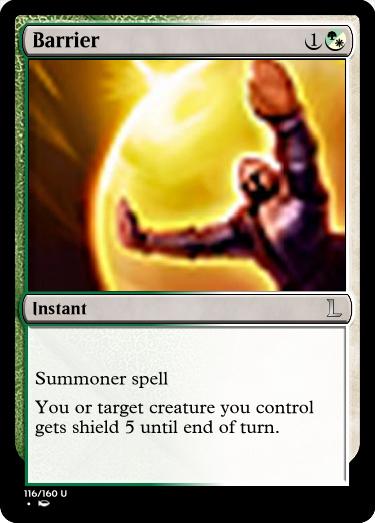 Barrier 1
Instant L
Summoner spell
You or target creature you control
gets shield 5 until end of turn.
116/160 U